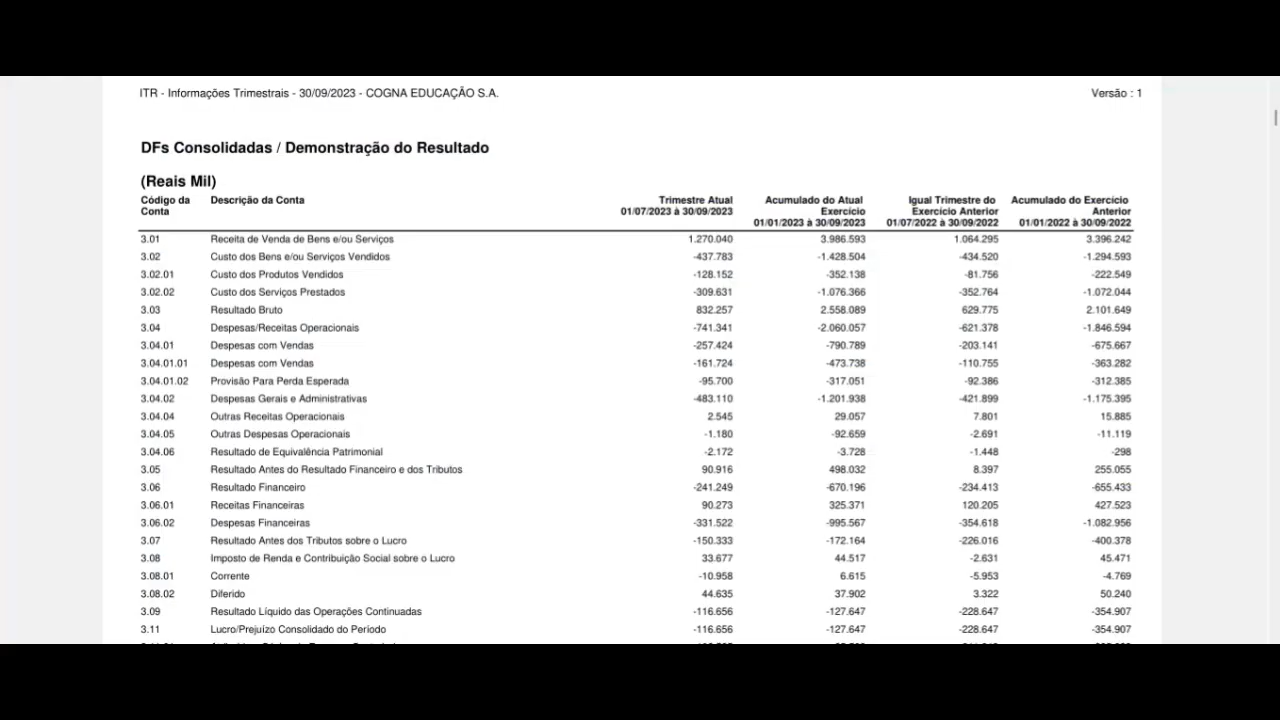 ITR - Informações Trimestrais - 30/09/2023 - COGNA EDUCAÇÃO S.A. Versão : 1
DFs Consolidadas / Demonstração do Resultado
(Reais Mil)
Código da Conta Descrição da Conta Trimestre Atual 01/07/2023 à 30/09/2023 Acumulado do Atual Exercício 01/01/2023 à 30/09/2023 Igual Trimestre do Exercício Anterior 01/07/2022 à 30/09/2022 Acumulado do Exercício Anterior 01/01/2022 à 30/09/2022
3.01 Receita de Venda de Bens e/ou Serviços 1.270.040 3.986.593 1.064.295 3.396.242
3.02 Custo dos Bens e/ou Serviços Vendidos -437.783 -1.428.504 -434.520 -1.294.593
3.02.01 Custo dos Produtos Vendidos -128.152 -352.138 -81.756 -222.549
3.02.02 Custo dos Serviços Prestados -309.631 -1.076.366 -352.764 -1.072.044
3.03 Resultado Bruto 832.257 2.558.089 629.775 2.101.649
3.04 Despesas/Receitas Operacionais -741.341 -2.060.057 -621.378 -1.846.594
3.04.01 Despesas com Vendas -257.424 -790.789 -203.141 -675.667
3.04.01.01 Despesas com Vendas -161.724 -473.738 -110.755 -363.282
3.04.01.02 Provisão Para Perda Esperada -95.700 -317.051 -92.386 -312.385
3.04.02 Despesas Gerais e Administrativas -483.110 -1.201.938 -421.899 -1.175.395
3.04.04 Outras Receitas Operacionais 2.545 29.057 7.801 15.885
3.04.05 Outras Despesas Operacionais -1.180 -92.659 -2.691 -11.119
3.04.06 Resultado de Equivalência Patrimonial -2.172 -3.728 -1.448 -298
3.05 Resultado Antes do Resultado Financeiro e dos Tributos 90.916 498.032 8.397 255.055
3.06 Resultado Financeiro -241.249 -670.196 -234.413 -655.433
3.06.01 Receitas Financeiras 90.273 325.371 120.205 427.523
3.06.02 Despesas Financeiras -331.522 -995.567 -354.618 -1.082.956
3.07 Resultado Antes dos Tributos sobre o Lucro -150.333 -172.164 -226.016 -400.378
3.08 Imposto de Renda e Contribuição Social sobre o Lucro 33.677 44.517 -2.631 45.471
3.08.01 Corrente -10.958 6.615 -5.953 -4.769
3.08.02 Diferido 44.635 37.902 3.322 50.240
3.09 Resultado Líquido das Operações Continuadas -116.656 -127.647 -228.647 -354.907
3.11 Lucro/Prejuízo Consolidado do Período -116.656 -127.647 -228.647 -354.907